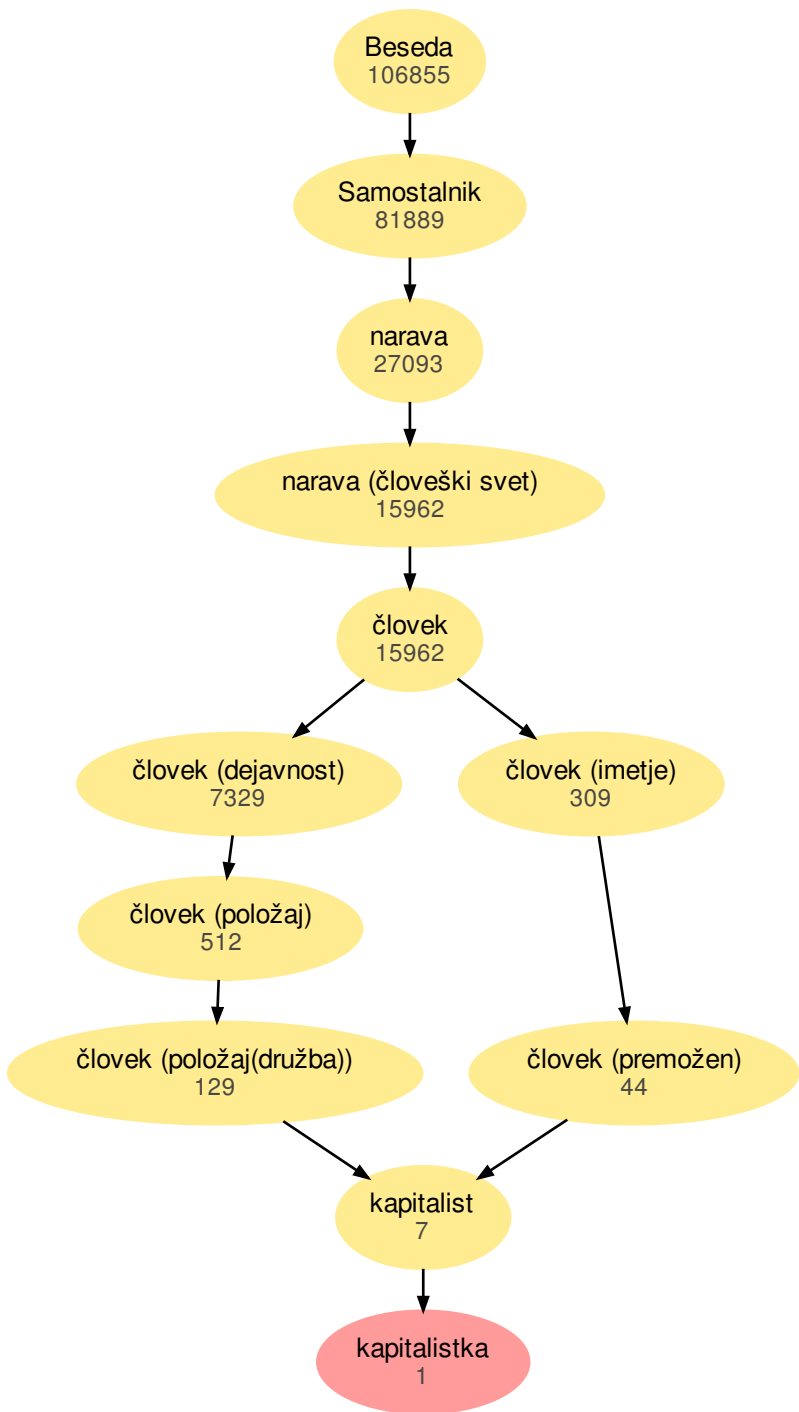 Beseda
106855
Samostalnik
81889
narava
27093
narava (človeški svet)
15962
človek
15962
človek (dejavnost)
7329
človek (imetje)
309
človek (položaj)
512
človek (položaj(družba))
129
človek (premožen)
44
kapitalist
7
kapitalistka
1